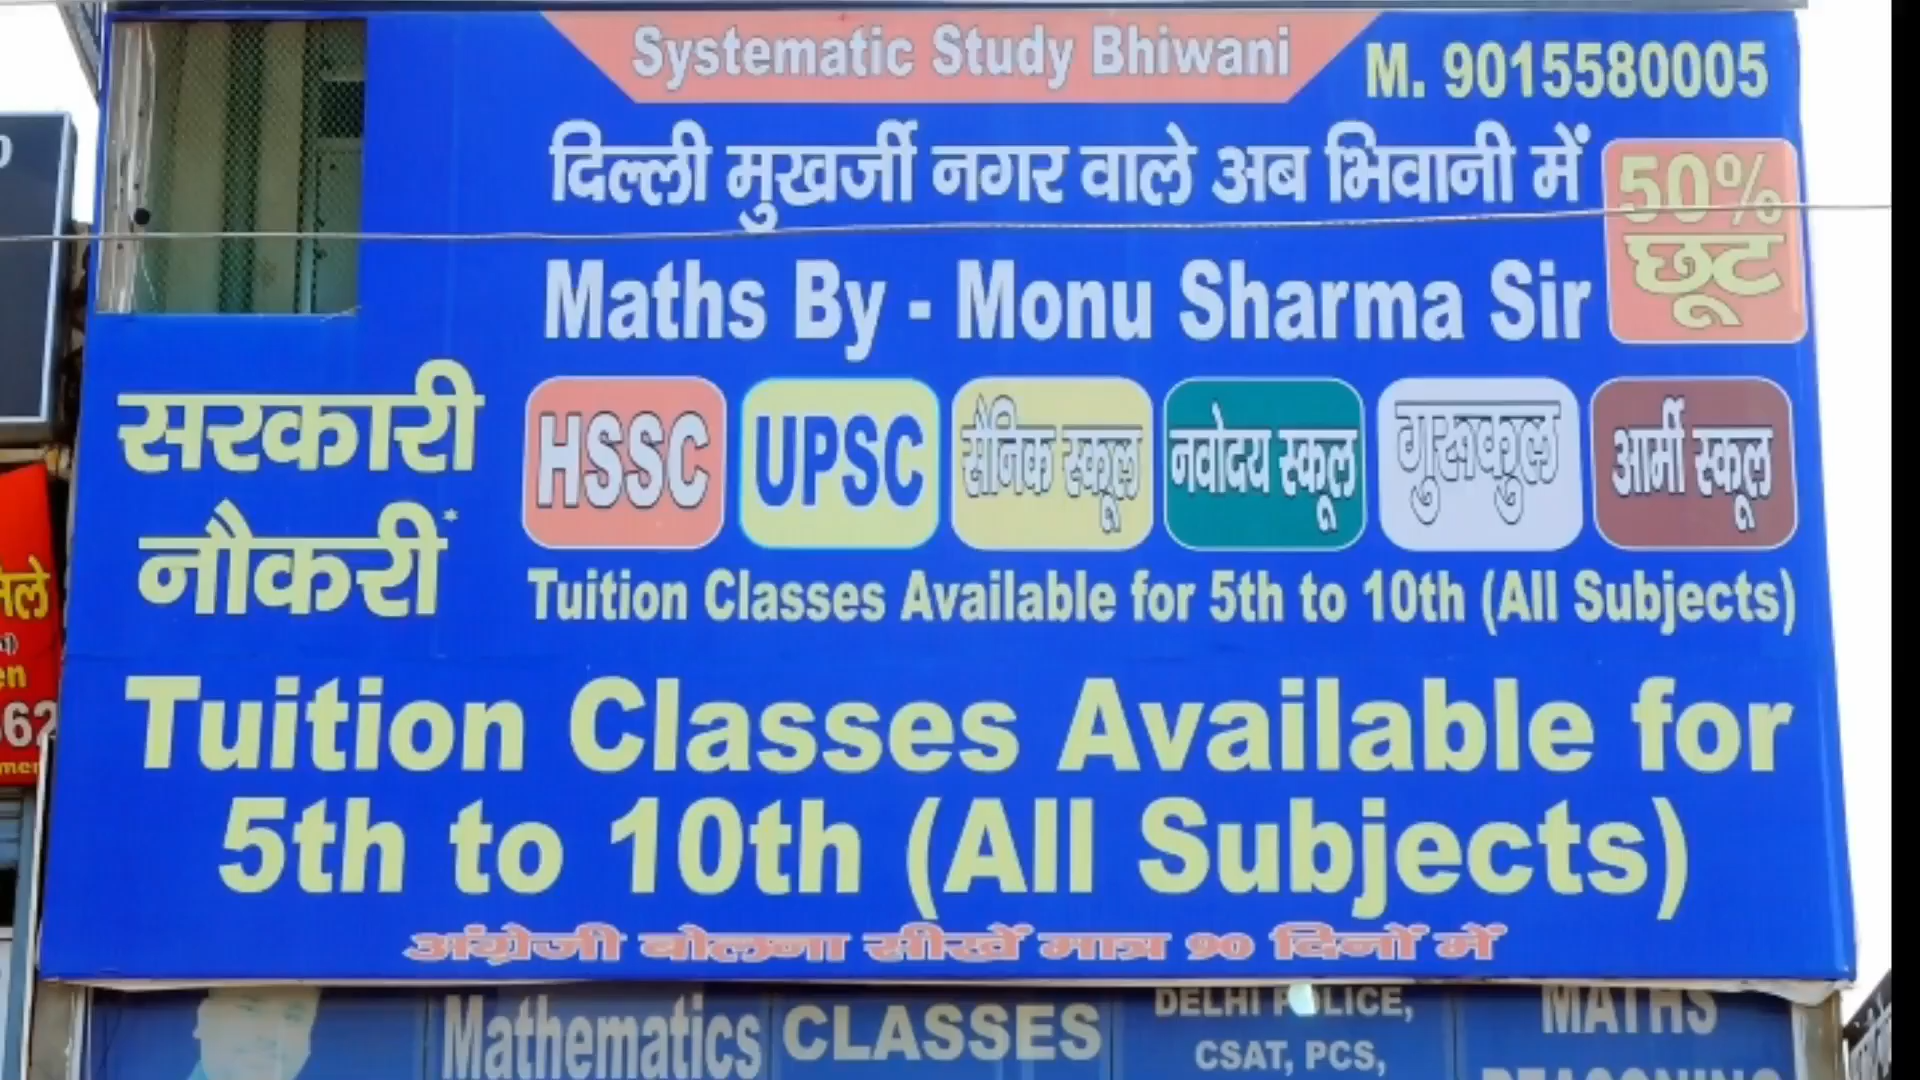 Systematic Study Bhiwani
M. 9015580005
दिल्ली मुखर्जी नगर वाले अब भिवानी में
50%
छूट
Maths By - Monu Sharma Sir
सरकारी
नौकरी*
HSSC
UPSC
सैनिक स्कूल
नवोदय स्कूल
गुरूकुल
आर्मी स्कूल
Tuition Classes Available for 5th to 10th (All Subjects)
Tuition Classes Available for
5th to 10th (All Subjects)
अंग्रेजी बोलना सीखें मात्र 90 दिनों में
Mathematics
CLASSES
DELHI POLICE,
CSAT, PCS,
MATHS
REASONING